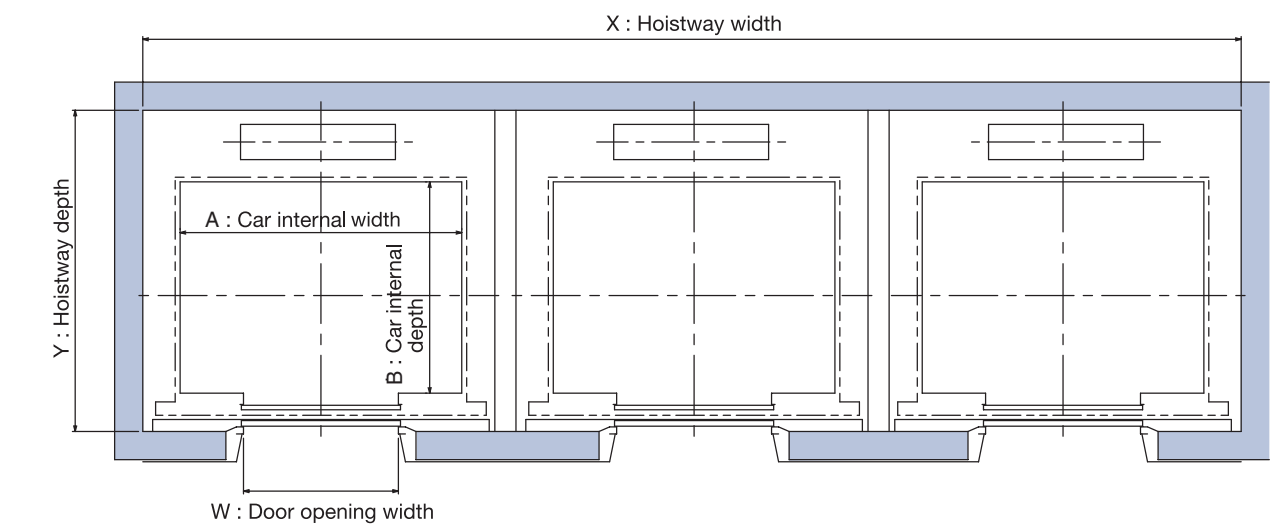 X : Hoistway width
Y : Hoistway depth
A : Car internal width
B : Car internal
depth
W : Door opening width